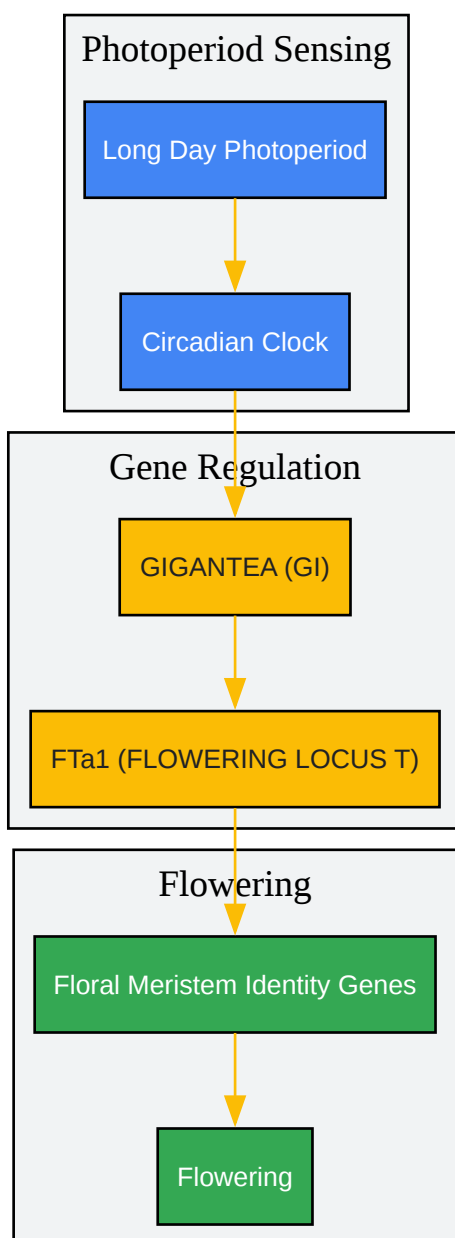 Photoperiod Sensing
Long Day Photoperiod
Circadian Clock
Gene Regulation
GIGANTEA (GI)
FTa1 (FLOWERING LOCUS T)
Flowering
Floral Meristem Identity Genes
Flowering